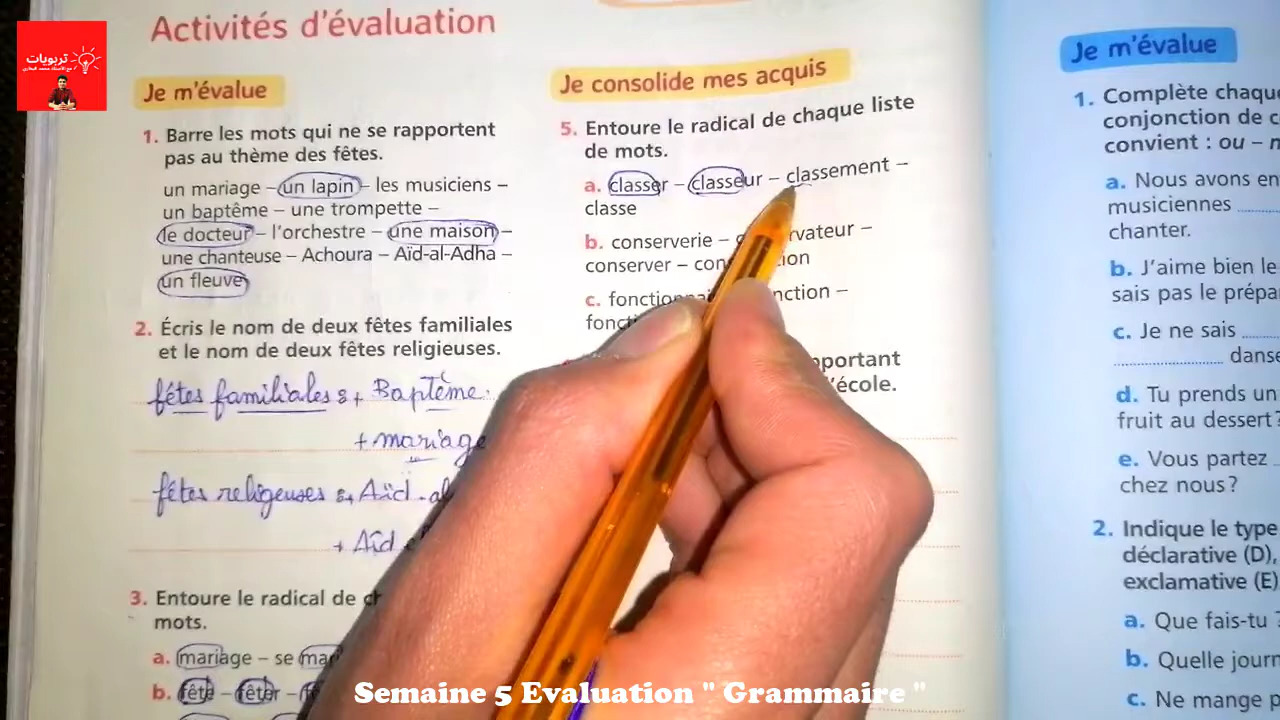 تربويات
Activités d'évaluation
Je m'évalue
1. Barre les mots qui ne se rapportent
pas au thème des fêtes.
un mariage – un lapin – les musiciens –
un baptême – une trompette –
le docteur – l'orchestre – une maison –
une chanteuse – Achoura – Aïd-al-Adha –
un fleuve
2. Écris le nom de deux fêtes familiales
et le nom de deux fêtes religieuses.
fêtes familiales : + Baptême.
+ mariage
fêtes religieuses : + Aïd-al
+ Aïd
3. Entoure le radical de
mots.
a. mariage – se
b. fête – fêter –
Je consolide mes acquis
5. Entoure le radical de chaque liste
de mots.
a. classer – classeur – classement –
classe
b. conserverie –
conserver –
c.
Je m'évalue
1. Complète
conjonction de
convient : ou –
a. Nous avons
musiciennes
chanter.
b. J'aime bien le
sais pas le
c. Je ne sais
d. Tu prends un
fruit au dessert ?
e. Vous partez
chez nous ?
2. Indique le type
déclarative (D),
exclamative (E)
a. Que fais-tu ?
b. Quelle
c. Ne mange
Semaine 5 Evaluation " Grammaire "